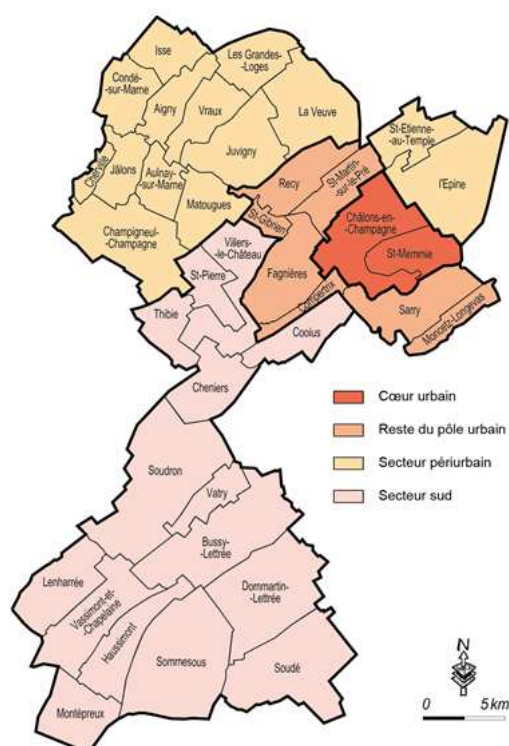 Isse
Les Grandes-
-Loges
Condé-
-sur-Marne
Aigny
Vraux
La Veuve
St-Etienne-
-au-Temple
Juvigny
l'Epine
Cherville
Jâlons
Aulnay-
-sur-Marne
Recy
St-Martin-
-sur-le-Pré
Matougues
St-Gibrien
Châlons-en-
-Champagne
Champigneul-
-Champagne
Villers-
-le-Château
St-Memmie
St-Pierre
Fagnières
Compertrix
Thibie
Sarry
Moncetz-Longevas
Coolus
Cheniers
Cœur urbain
Reste du pôle urbain
Secteur périurbain
Secteur sud
Soudron
Vatry
Bussy-
-Lettrée
Lenharrée
Vassimont-et-
-Chapelaine
Dommartin-
-Lettrée
Haussimont
Sommesous
Soudé
Montépreux
N
0 5 km